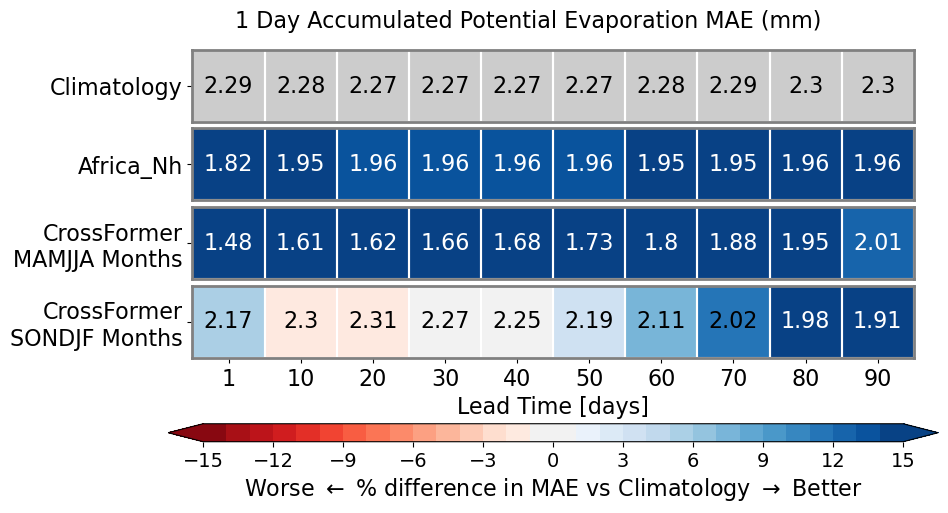 1 Day Accumulated Potential Evaporation MAE (mm)
Climatology 2.29 2.28 2.27 2.27 2.27 2.27 2.28 2.29 2.3 2.3
Africa_Nh 1.82 1.95 1.96 1.96 1.96 1.96 1.95 1.95 1.96 1.96
CrossFormer
MAMJJA Months 1.48 1.61 1.62 1.66 1.68 1.73 1.8 1.88 1.95 2.01
CrossFormer
SONDJF Months 2.17 2.3 2.31 2.27 2.25 2.19 2.11 2.02 1.98 1.91
1 10 20 30 40 50 60 70 80 90
Lead Time [days]
−15 −12 −9 −6 −3 0 3 6 9 12 15
Worse ← % difference in MAE vs Climatology → Better